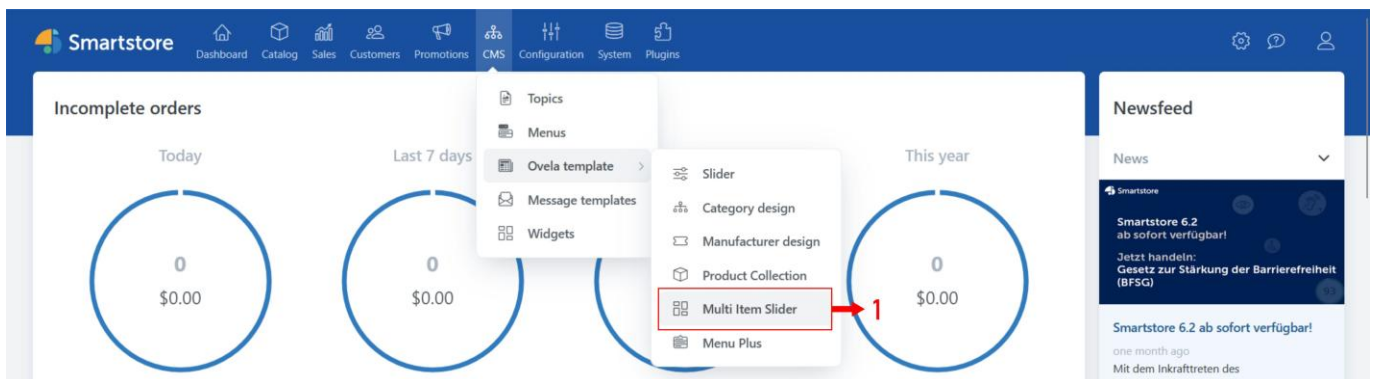 Smartstore
Dashboard
Catalog
Sales
Customers
Promotions
CMS
Configuration
System
Plugins
Incomplete orders
Today
Last 7 days
This year
0
$0.00
0
$0.00
0
$0.00
Topics
Menus
Ovela template
Message templates
Widgets
Slider
Category design
Manufacturer design
Product Collection
Multi Item Slider
1
Menu Plus
Newsfeed
News
Smartstore
Smartstore 6.2
ab sofort verfügbar!
Jetzt handeln:
Gesetz zur Stärkung der Barrierefreiheit
(BFSG)
Smartstore 6.2 ab sofort verfügbar!
one month ago
Mit dem Inkrafttreten des